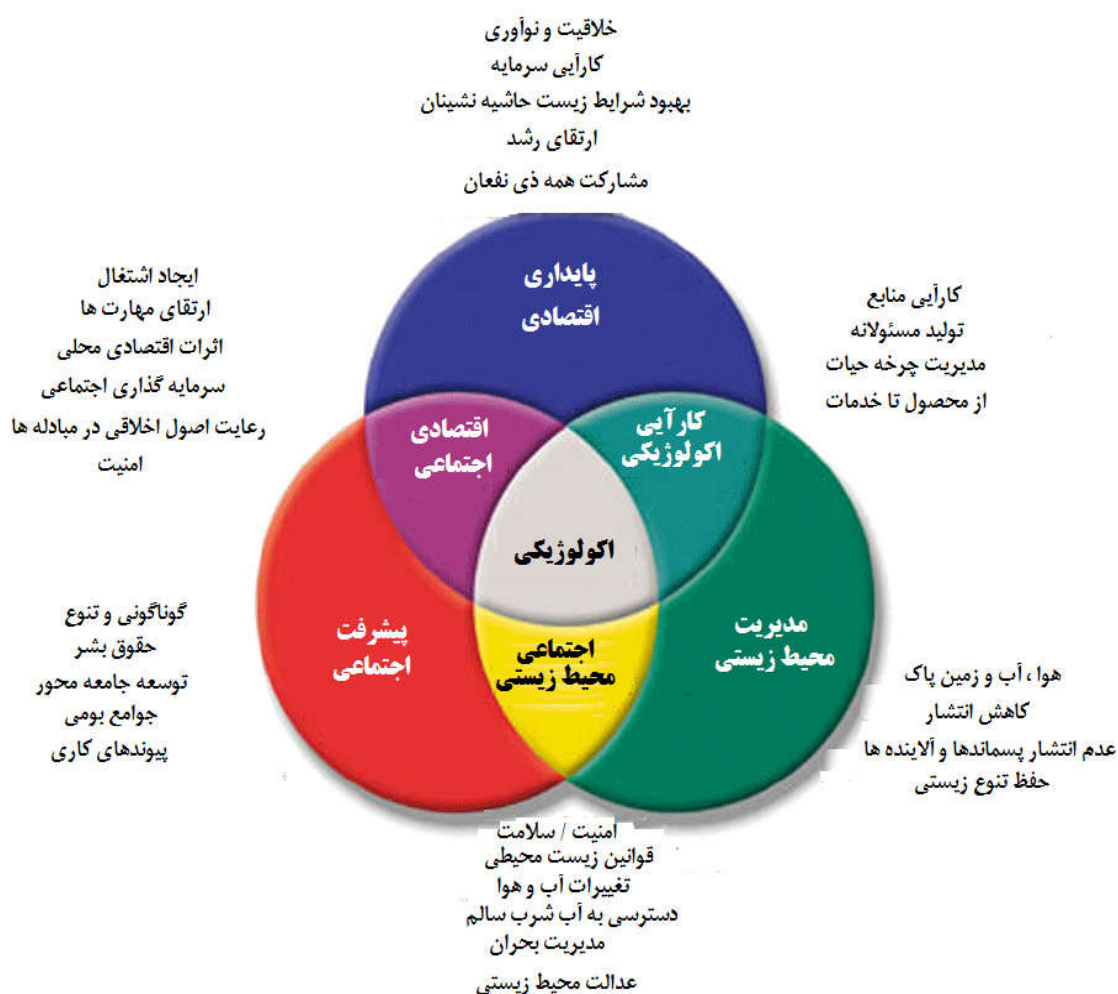 خلاقیت و نوآوری
کارآیی سرمایه
بهبود شرایط زیست حاشیه نشینان
ارتقای رشد
مشارکت همه ذی نفعان
پایداری
اقتصادی
کارآیی منابع
تولید مسئولانه
مدیریت چرخه حیات
از محصول تا خدمات
ایجاد اشتغال
ارتقای مهارت ها
اثرات اقتصادی محلی
سرمایه گذاری اجتماعی
رعایت اصول اخلاقی در مبادله ها
امنیت
کارآیی
اکولوژیکی
اقتصادی
اجتماعی
اکولوژیکی
مدیریت
محیط زیستی
اجتماعی
محیط زیستی
پیشرفت
اجتماعی
گوناگونی و تنوع
حقوق بشر
توسعه جامعه محور
جوامع بومی
پیوندهای کاری
هوا ، آب و زمین پاک
کاهش انتشار
عدم انتشار پسماندها و آلاینده ها
حفظ تنوع زیستی
امنیت / سلامت
قوانین زیست محیطی
تغییرات آب و هوا
دسترسی به آب شرب سالم
مدیریت بحران
عدالت محیط زیستی